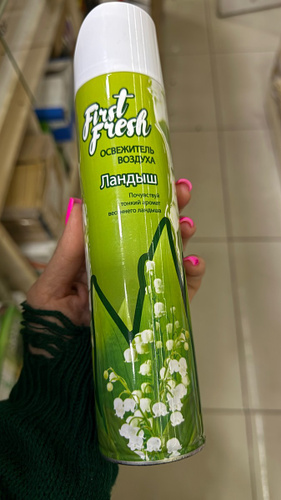 First
Fresh
ОСВЕЖИТЕЛЬ
ВОЗДУХА
Ландыш
Почувствуй
тонкий аромат
весеннего ландыша